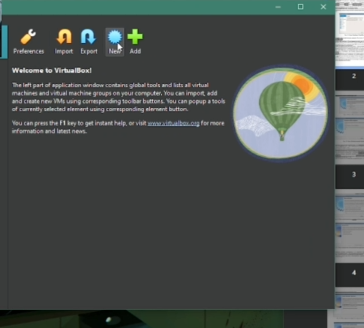 Preferences Import Export New Add
Welcome to VirtualBox!
The left part of application window contains global tools and lists all virtual
machines and virtual machine groups on your computer. You can import, add
and create new VMs using corresponding toolbar buttons. You can popup a tools
of currently selected element using corresponding element button.
You can press the F1 key to get instant help, or visit www.virtualbox.org for more
information and latest news.
2
3
4